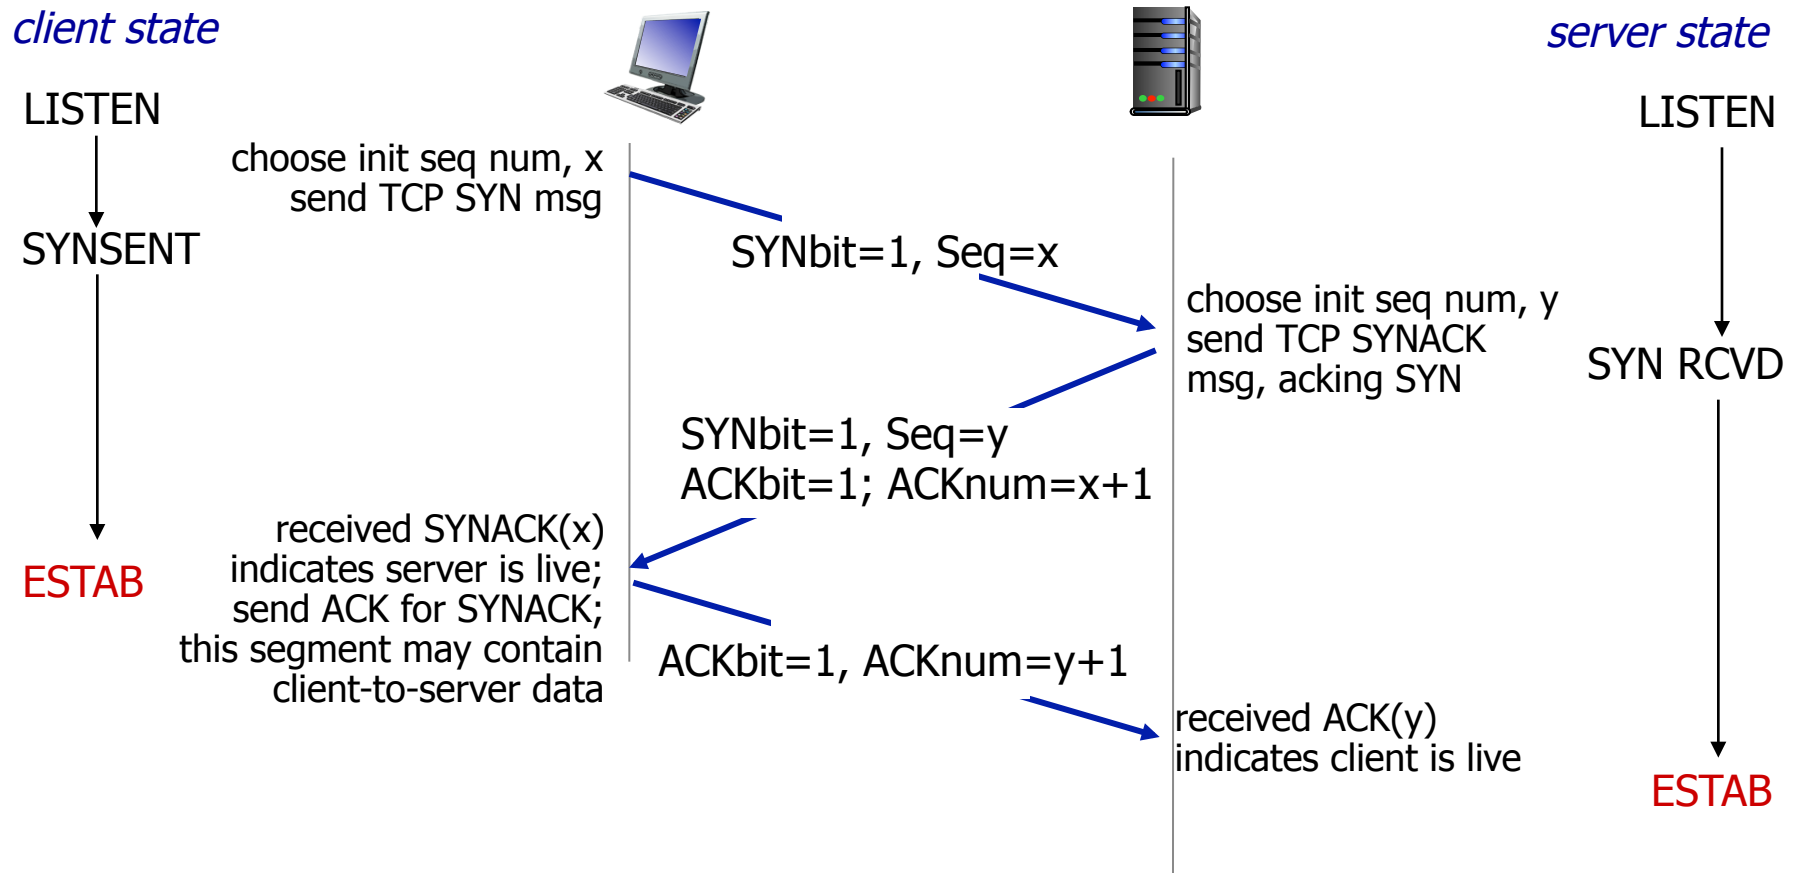 client state
server state
LISTEN
LISTEN
choose init seq num, x
send TCP SYN msg
SYNSENT
SYNbit=1, Seq=x
choose init seq num, y
send TCP SYNACK
msg, acking SYN
SYN RCVD
SYNbit=1, Seq=y
ACKbit=1; ACKnum=x+1
received SYNACK(x)
indicates server is live;
send ACK for SYNACK;
this segment may contain
client-to-server data
ESTAB
ACKbit=1, ACKnum=y+1
received ACK(y)
indicates client is live
ESTAB